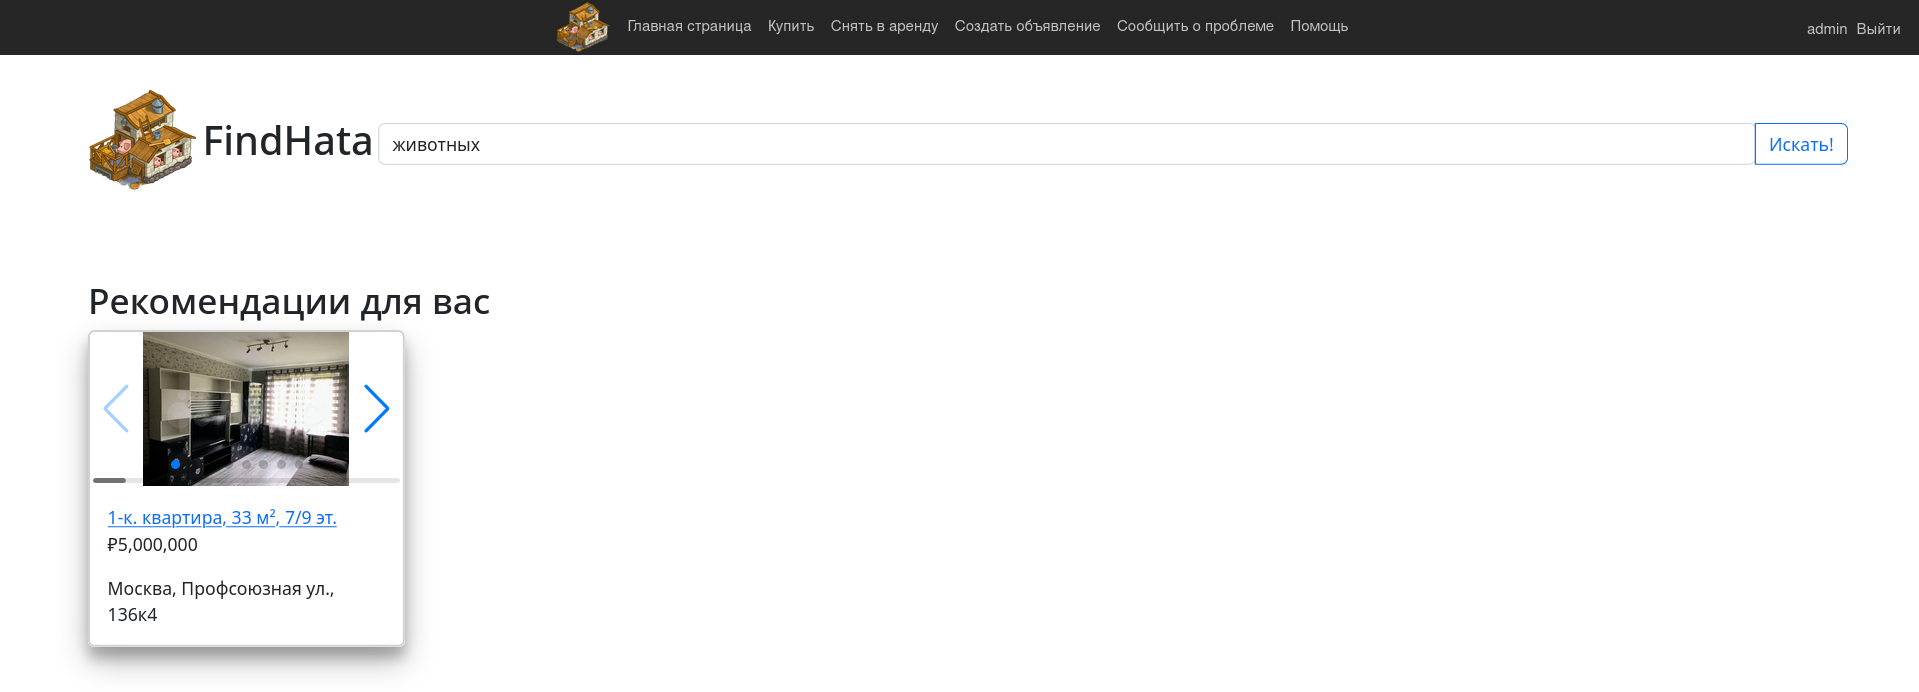 Главная страница Купить Снять в аренду Создать объявление Сообщить о проблеме Помощь admin Выйти
FindHata животных Искать!
Рекомендации для вас
1-к. квартира, 33 м², 7/9 эт.
₽5,000,000
Москва, Профсоюзная ул.,
136к4